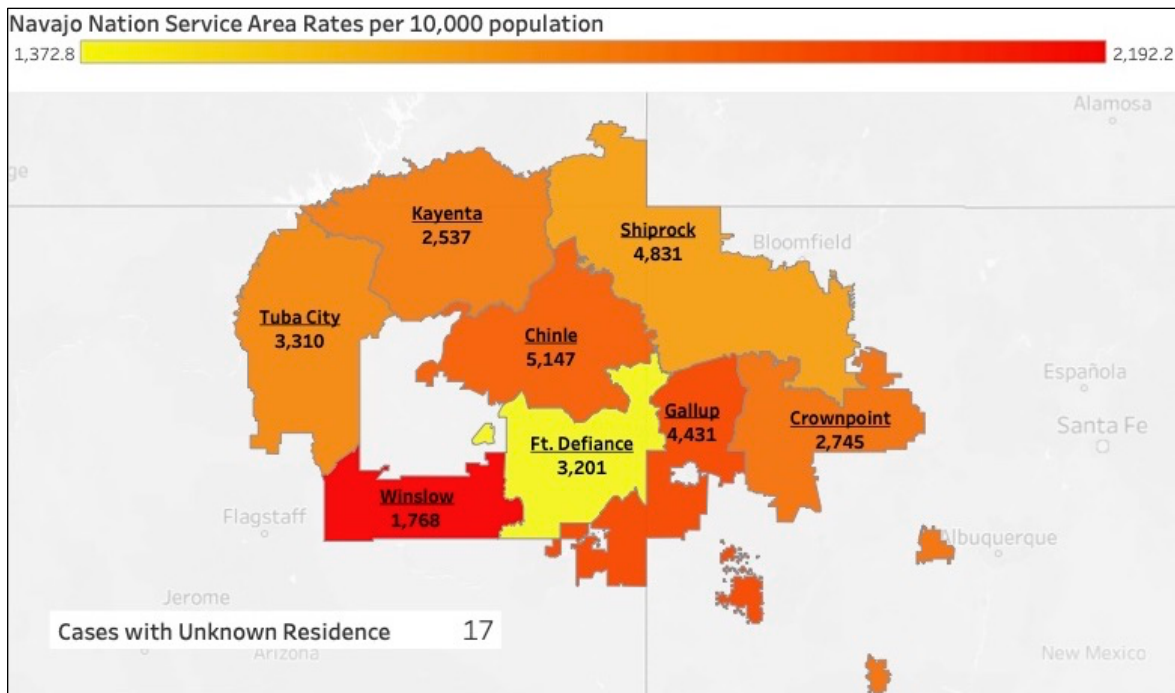 Navajo Nation Service Area Rates per 10,000 population
1,372.8
2,192.2
Alamosa
ge
Kayenta
2,537
Shiprock
4,831
Bloomfield
Tuba City
3,310
Chinle
5,147
Española
Gallup
4,431
Crownpoint
2,745
Santa Fe
Ft. Defiance
3,201
Winslow
1,768
Flagstaff
Albuquerque
Jerome
Cases with Unknown Residence 17
Arizona
New Mexico